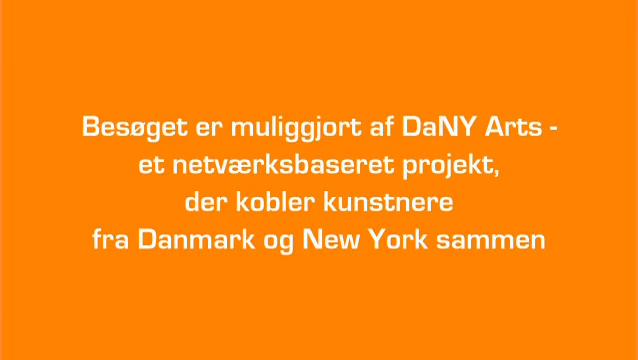 Besøget er muliggjort af DaNY Arts -
et netværksbaseret projekt,
der kobler kunstnere
fra Danmark og New York sammen